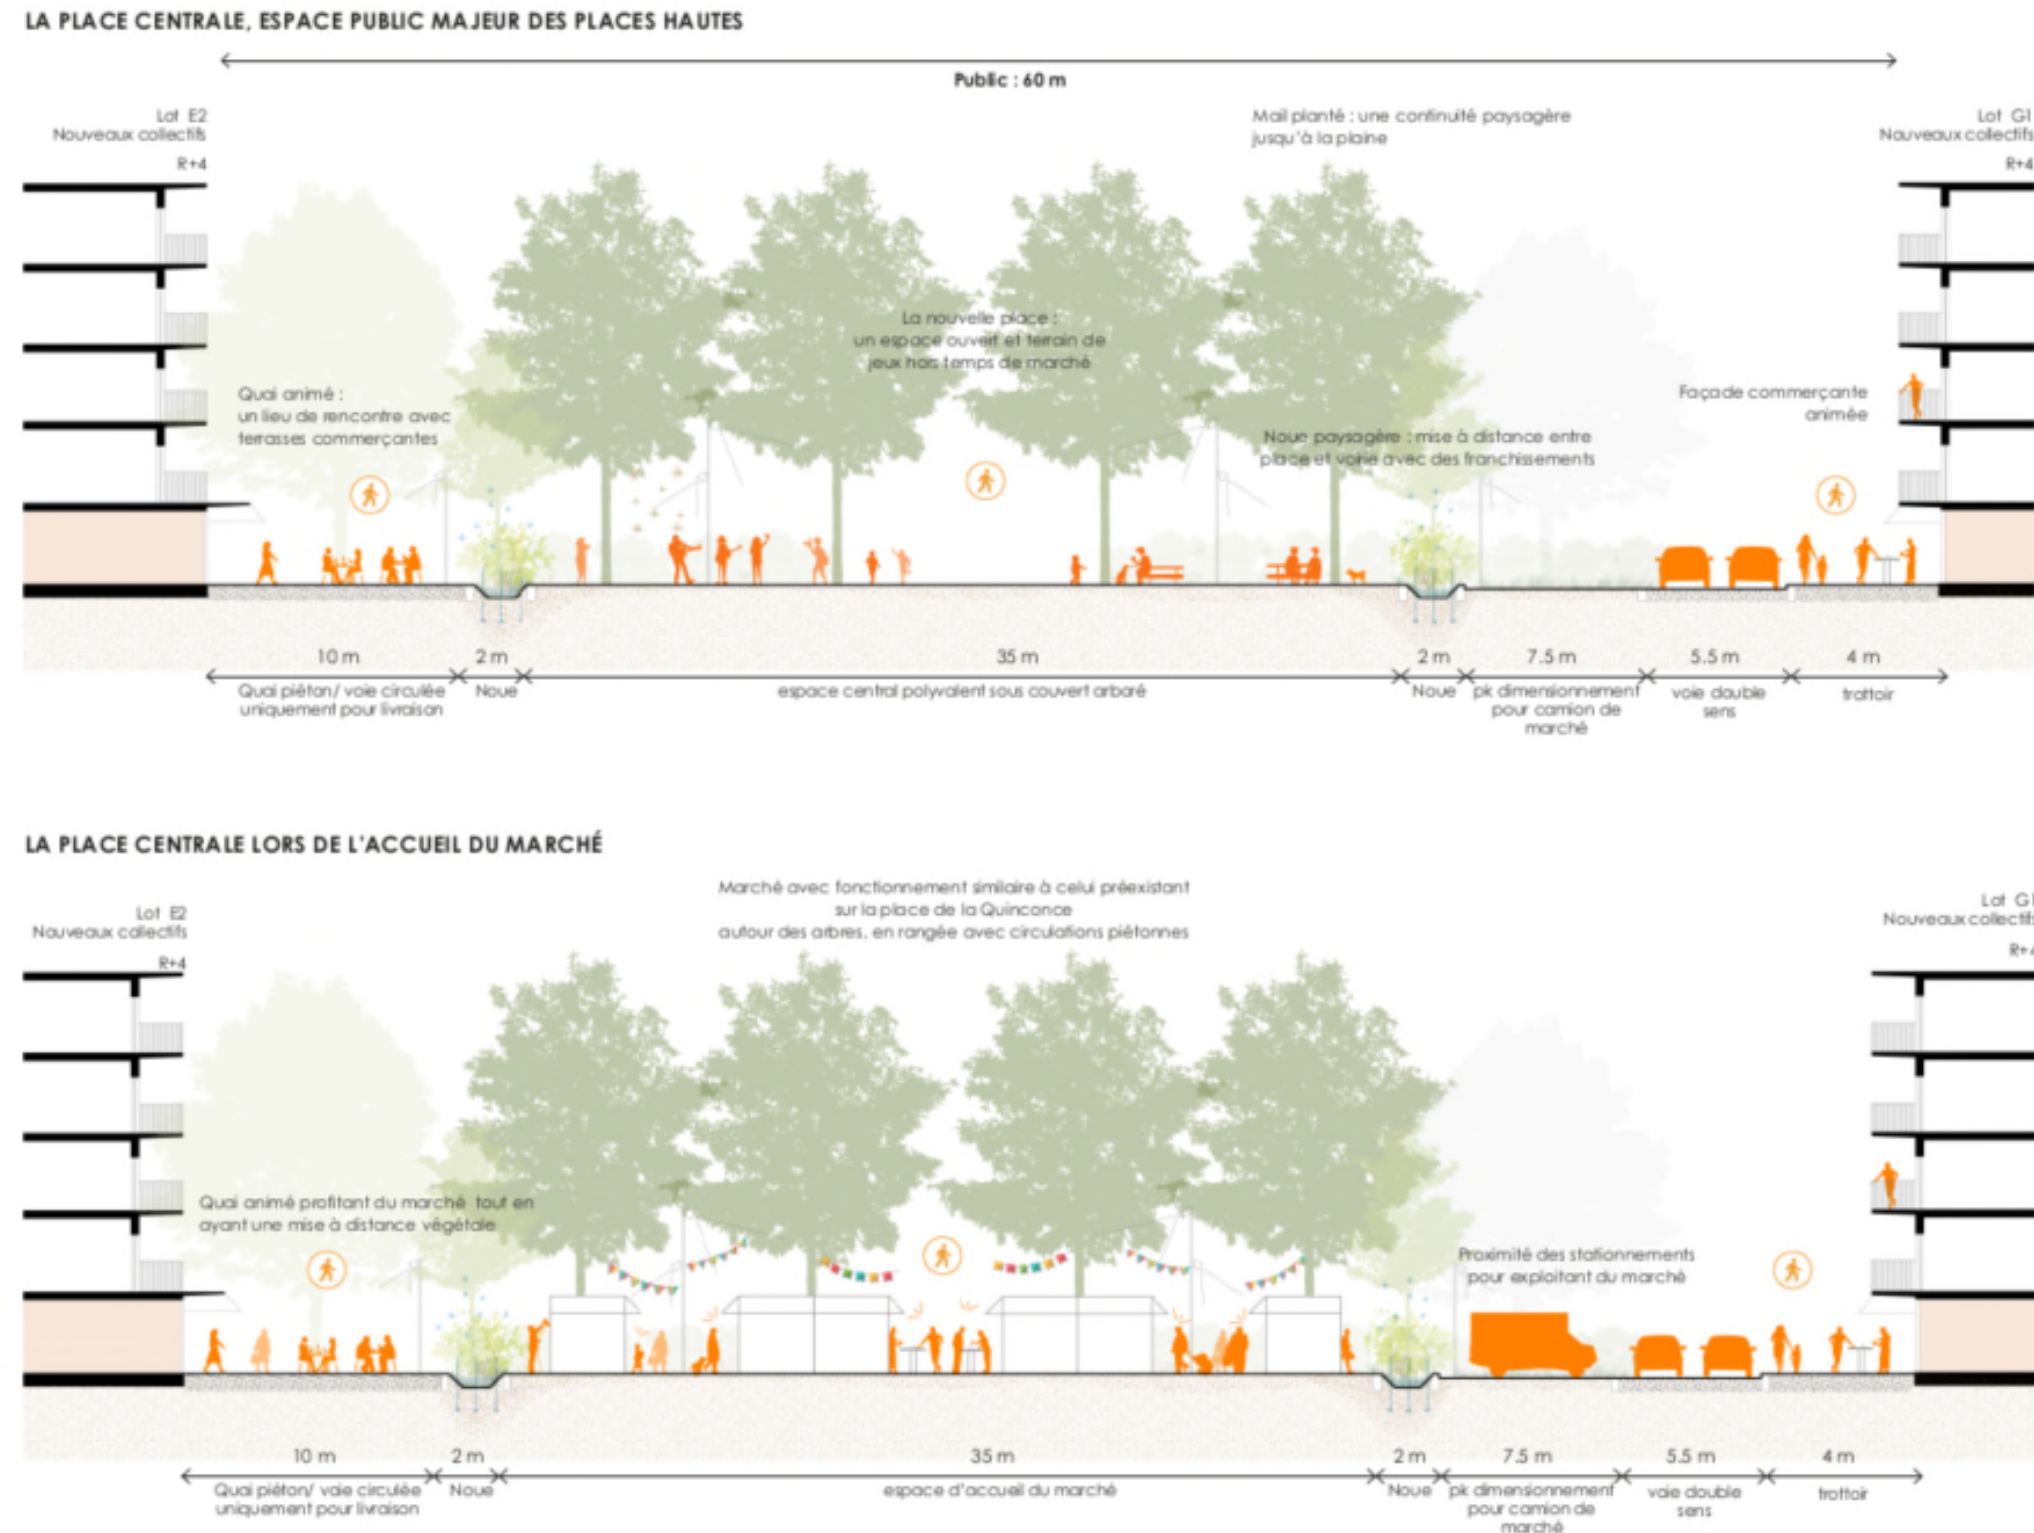 LA PLACE CENTRALE, ESPACE PUBLIC MAJEUR DES PLACES HAUTES
Public : 60 m
Lot E2
Nouveaux collectifs
R+4
Mail planté : une continuité paysagère
jusqu'à la plaine
Lot G1
Nouveaux collectifs
R+4
La nouvelle place :
un espace ouvert et terrain de
jeux hors temps de marché
Quai animé :
un lieu de rencontre avec
terrasses commerçantes
Façade commerçante
animée
Noue paysagère : mise à distance entre
place et voirie avec des franchissements
10 m
2 m
35 m
2 m
7.5 m
5.5 m
4 m
Quai piéton/ voie circulée
uniquement pour livraison
Noue
espace central polyvalent sous couvert arboré
Noue
pk dimensionnement
pour camion de
marché
voie double
sens
trottoir
LA PLACE CENTRALE LORS DE L'ACCUEIL DU MARCHÉ
Marché avec fonctionnement similaire à celui préexistant
sur la place de la Quinconce
autour des arbres, en rangée avec circulations piétonnes
Lot E2
Nouveaux collectifs
R+4
Lot G1
Nouveaux collectifs
R+4
Quai animé profitant du marché tout en
ayant une mise à distance végétale
Proximité des stationnements
pour exploitant du marché
10 m
2 m
35 m
2 m
7.5 m
5.5 m
4 m
Quai piéton/ voie circulée
uniquement pour livraison
Noue
espace d'accueil du marché
Noue
pk dimensionnement
pour camion de
marché
voie double
sens
trottoir